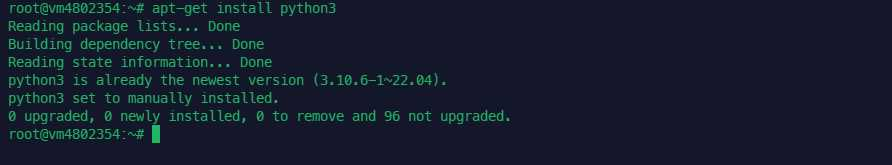 root@vm4802354:~# apt-get install python3
Reading package lists... Done
Building dependency tree... Done
Reading state information... Done
python3 is already the newest version (3.10.6-1~22.04).
python3 set to manually installed.
0 upgraded, 0 newly installed, 0 to remove and 96 not upgraded.
root@vm4802354:~#